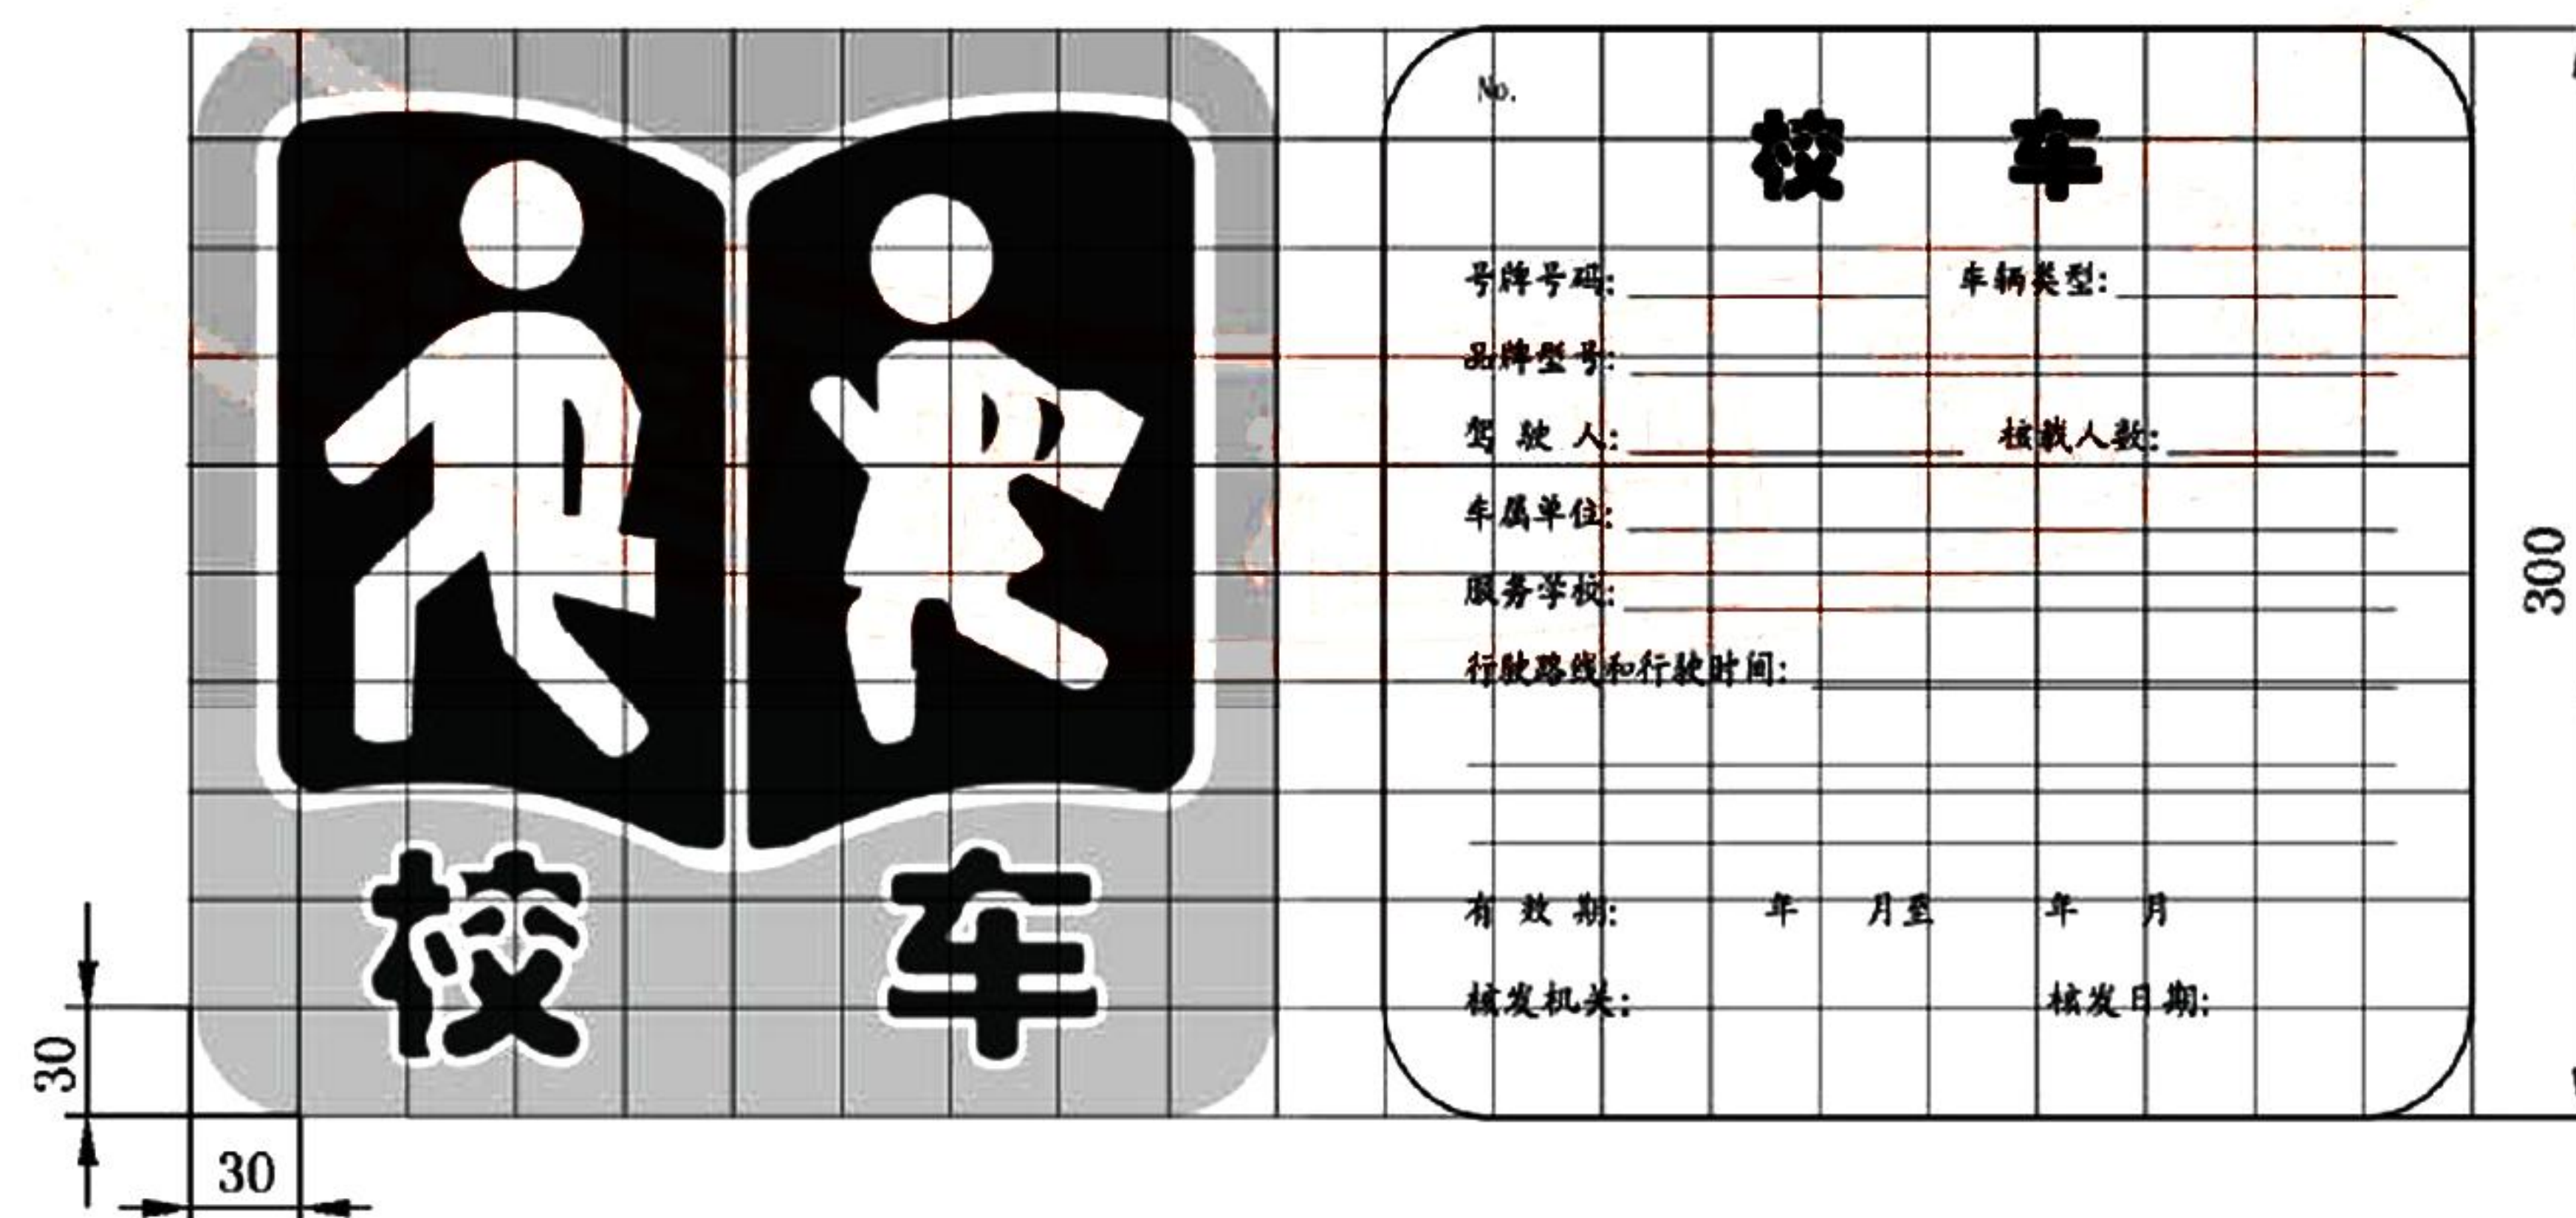 No.
校 车
号牌号码: 车辆类型:
品牌型号:
驾 驶 人: 核载人数:
车属单位:
服务学校:
行驶路线和行驶时间:
有 效 期: 年 月至 年 月
核发机关: 核发日期:
校 车
30
30
300